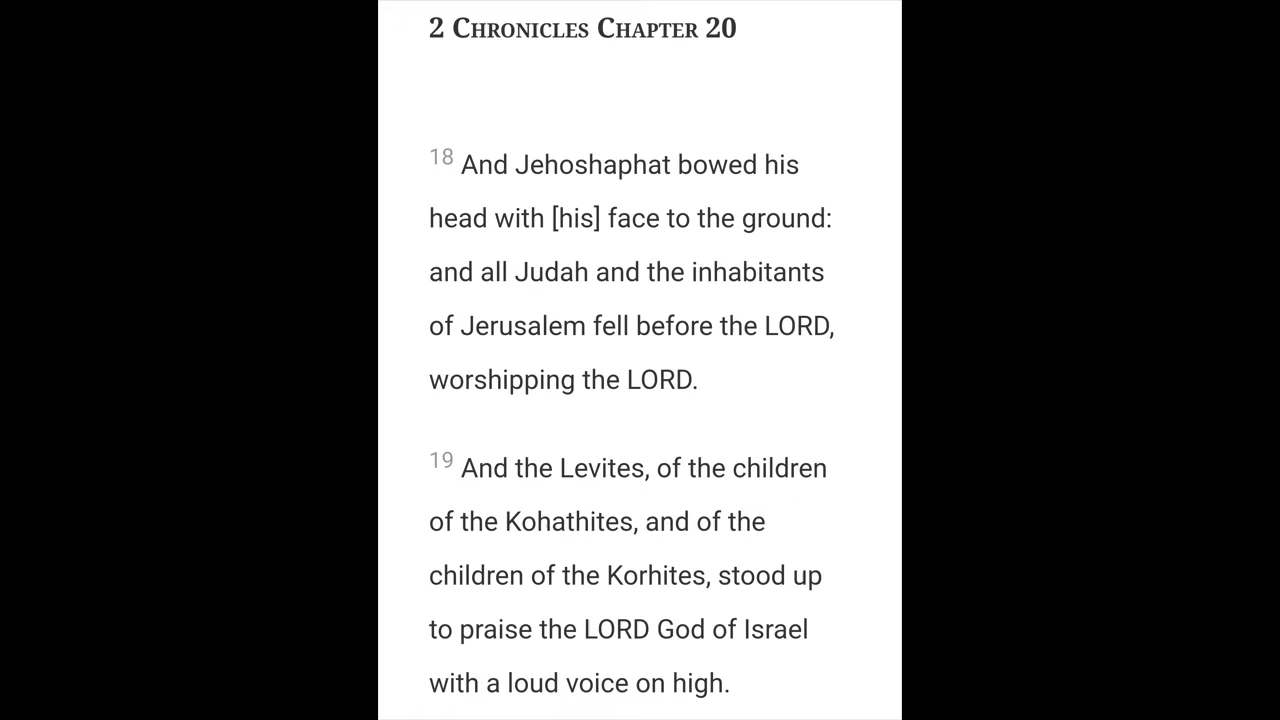 2 Chronicles Chapter 20
18 And Jehoshaphat bowed his
head with [his] face to the ground:
and all Judah and the inhabitants
of Jerusalem fell before the LORD,
worshipping the LORD.
19 And the Levites, of the children
of the Kohathites, and of the
children of the Korhites, stood up
to praise the LORD God of Israel
with a loud voice on high.